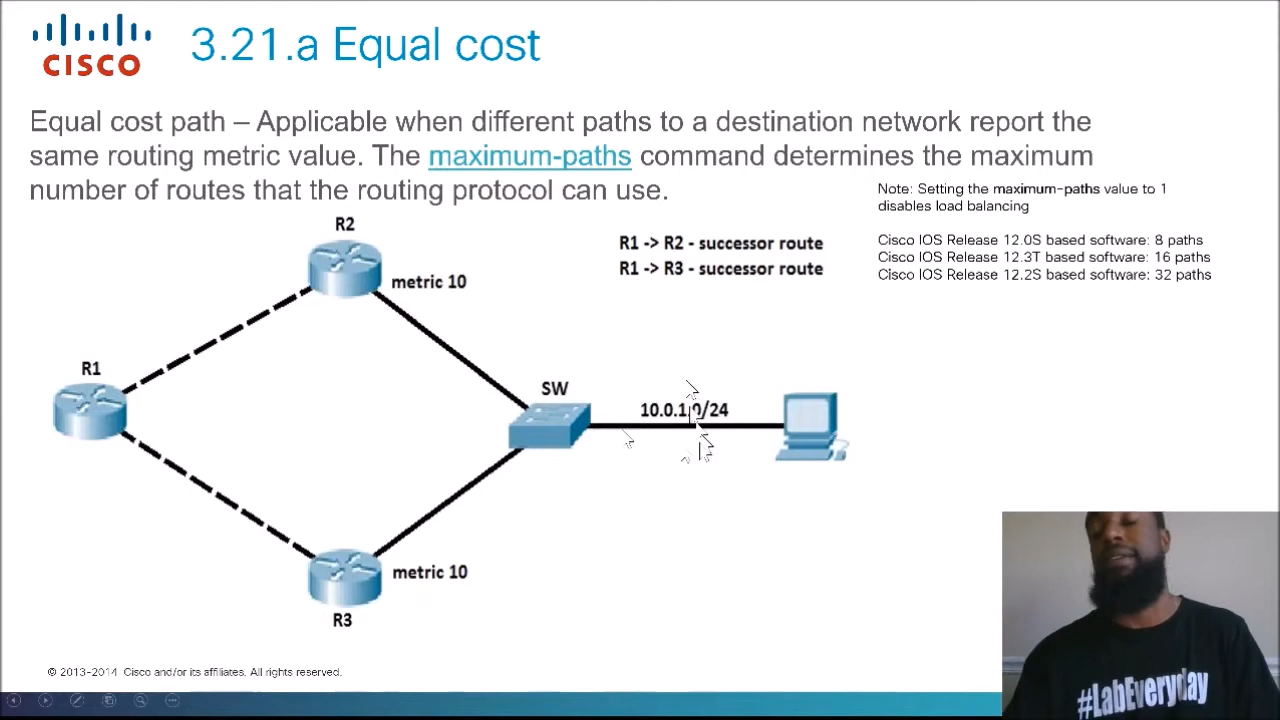 CISCO
3.21.a Equal cost
Equal cost path – Applicable when different paths to a destination network report the
same routing metric value. The maximum-paths command determines the maximum
number of routes that the routing protocol can use.
Note: Setting the maximum-paths value to 1
disables load balancing
Cisco IOS Release 12.0S based software: 8 paths
Cisco IOS Release 12.3T based software: 16 paths
Cisco IOS Release 12.2S based software: 32 paths
R1 -> R2 - successor route
R1 -> R3 - successor route
R2
metric 10
R1
SW
10.0.1.0/24
metric 10
R3
© 2013-2014 Cisco and/or its affiliates. All rights reserved.
#LabEveryday